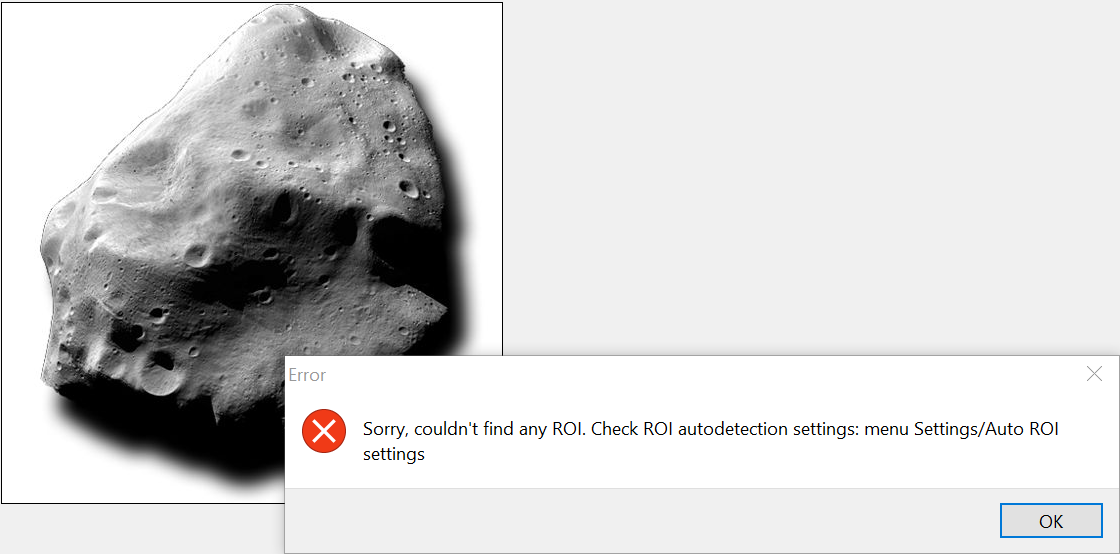 Error
Sorry, couldn't find any ROI. Check ROI autodetection settings: menu Settings/Auto ROI
settings
OK